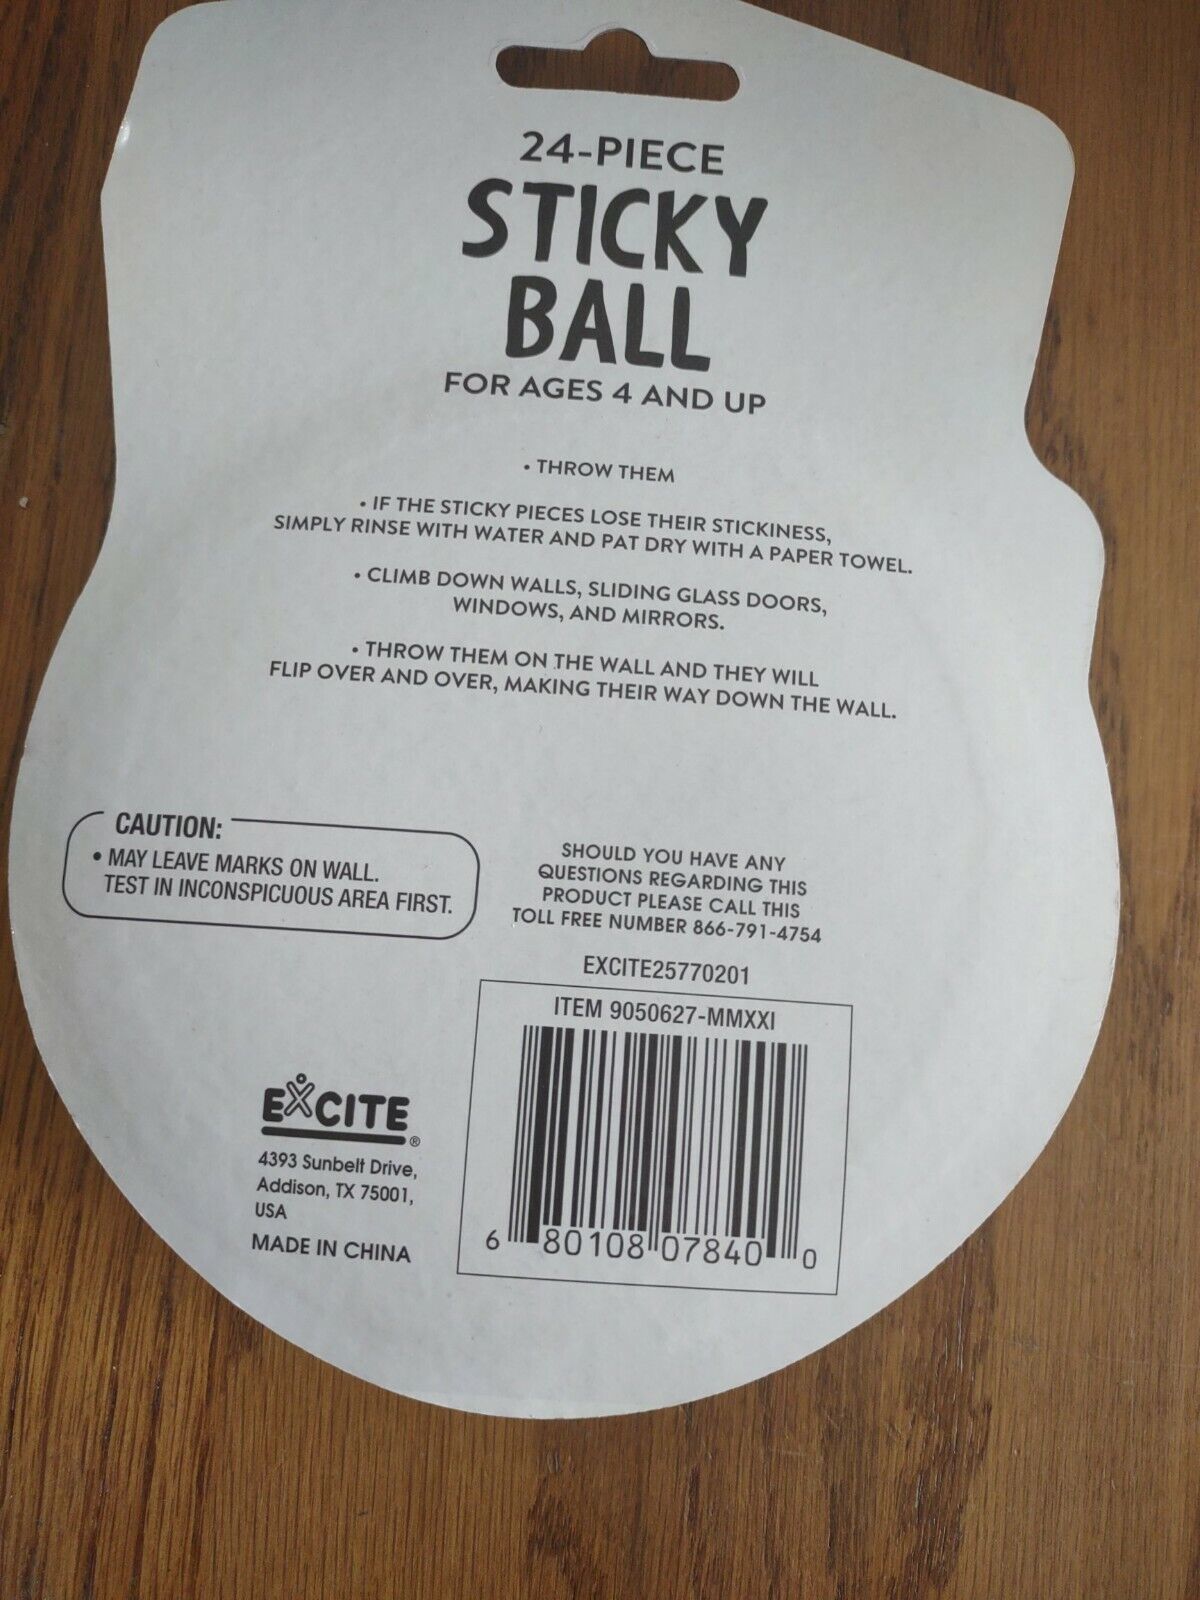 24-PIECE
STICKY
BALL
FOR AGES 4 AND UP
• THROW THEM
• IF THE STICKY PIECES LOSE THEIR STICKINESS,
SIMPLY RINSE WITH WATER AND PAT DRY WITH A PAPER TOWEL.
• CLIMB DOWN WALLS, SLIDING GLASS DOORS,
WINDOWS, AND MIRRORS.
• THROW THEM ON THE WALL AND THEY WILL
FLIP OVER AND OVER, MAKING THEIR WAY DOWN THE WALL.
CAUTION:
• MAY LEAVE MARKS ON WALL.
TEST IN INCONSPICUOUS AREA FIRST.
SHOULD YOU HAVE ANY
QUESTIONS REGARDING THIS
PRODUCT PLEASE CALL THIS
TOLL FREE NUMBER 866-791-4754
EXCITE25770201
ITEM 9050627-MMXXI
6 80108 07840 0
EXCITE®
4393 Sunbelt Drive,
Addison, TX 75001,
USA
MADE IN CHINA